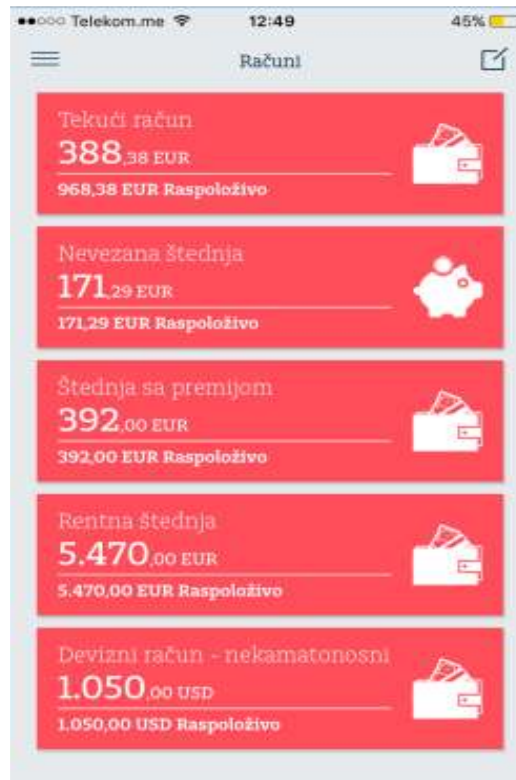 Telekom.me 12:49 45%
Računi
Tekući račun
388,38 EUR
968,38 EUR Raspoloživo
Nevezana štednja
171,29 EUR
171,29 EUR Raspoloživo
Štednja sa premijom
392,00 EUR
392,00 EUR Raspoloživo
Rentna štednja
5.470,00 EUR
5.470,00 EUR Raspoloživo
Devizni račun - nekamatonosni
1.050,00 USD
1.050,00 USD Raspoloživo